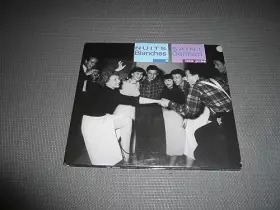 NUITS
Blanches
SAINT
Germain